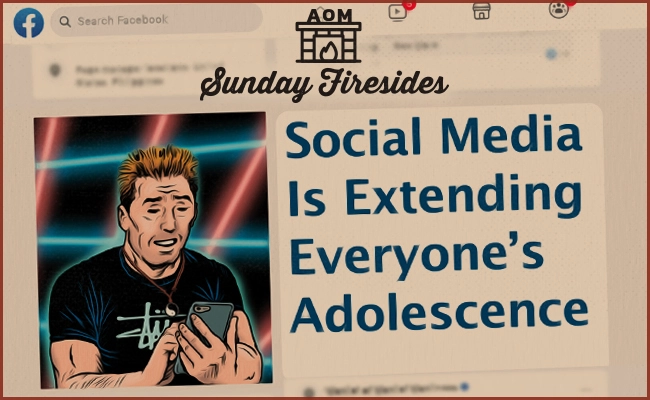 Search Facebook
AOM
Sunday Firesides
Social Media
Is Extending
Everyone's
Adolescence